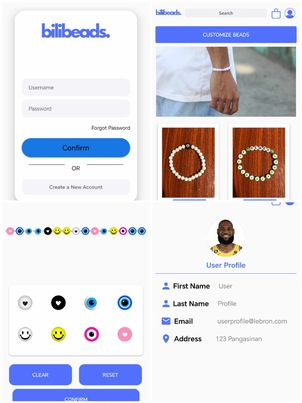 bilibeads.
Username
Password
Forgot Password
Confirm
OR
Create a New Account
bilibeads.
Search
CUSTOMIZE BEADS
CLEAR
RESET
CONFIRM
User Profile
First Name User
Last Name Profile
Email userprofile@lebron.com
Address 123 Pangasinan